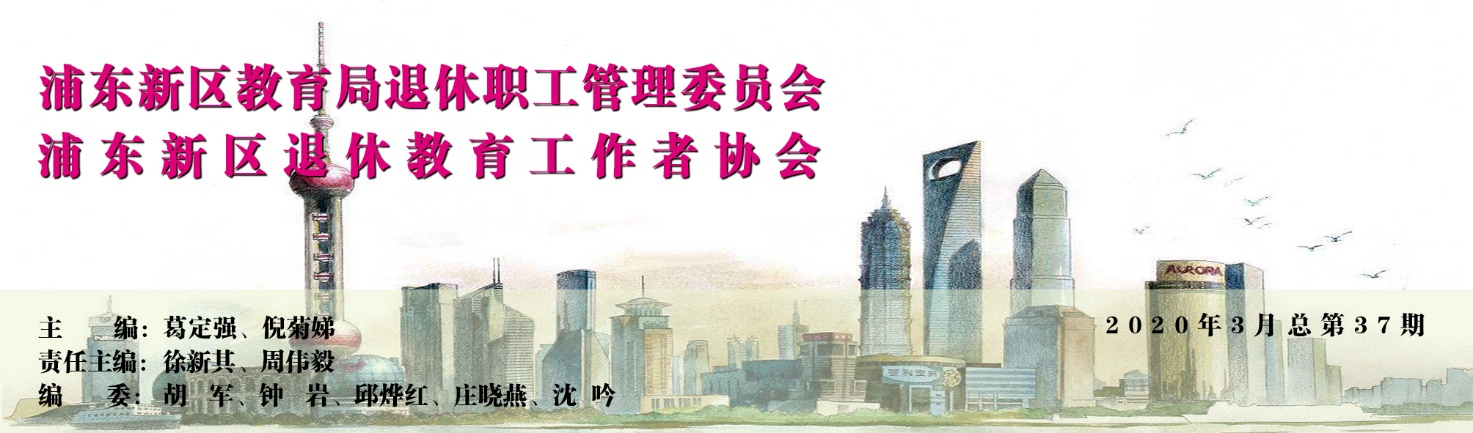 浦东新区教育局退休职工管理委员会
浦东新区退休教育工作者协会
AURORA
主　　编：葛定强、倪菊娣
2020年3月总第37期
责任主编：徐新其、周伟毅
编　　委：胡　军、钟　岩、邱烨红、庄晓燕、沈　吟